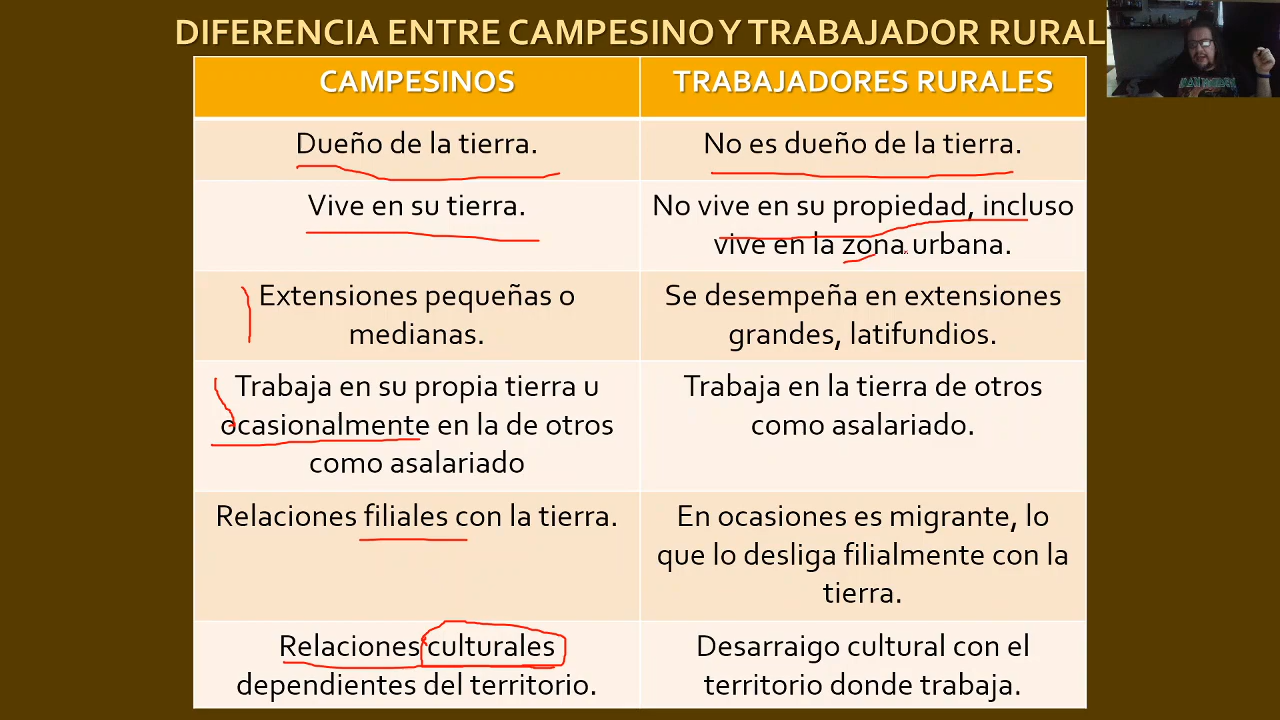 DIFERENCIA ENTRE CAMPESINO Y TRABAJADOR RURAL
CAMPESINOS
TRABAJADORES RURALES
Dueño de la tierra.
No es dueño de la tierra.
Vive en su tierra.
No vive en su propiedad, incluso
vive en la zona urbana.
Extensiones pequeñas o
medianas.
Se desempeña en extensiones
grandes, latifundios.
Trabaja en su propia tierra u
ocasionalmente en la de otros
como asalariado
Trabaja en la tierra de otros
como asalariado.
Relaciones filiales con la tierra.
En ocasiones es migrante, lo
que lo desliga filialmente con la
tierra.
Relaciones culturales
dependientes del territorio.
Desarraigo cultural con el
territorio donde trabaja.